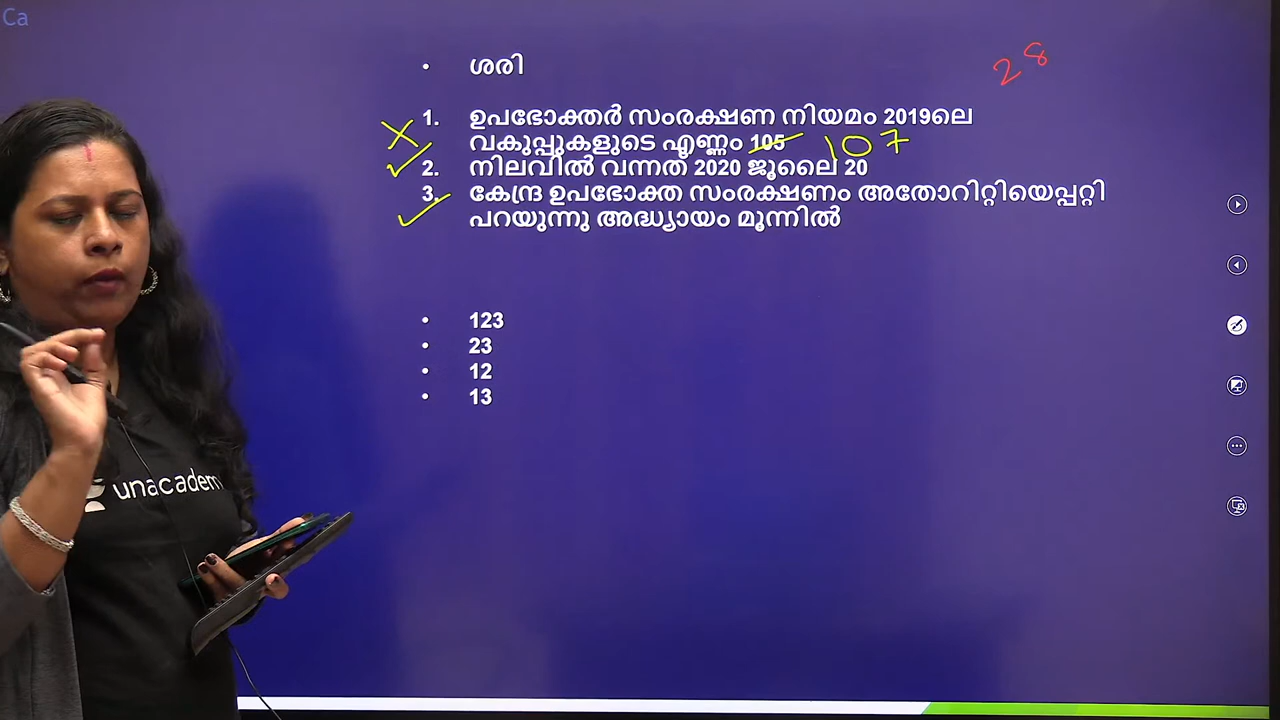 Ca
• ശരി
28
1. ഉപഭോക്തർ സംരക്ഷണ നിയമം 2019ലെ
വകുപ്പുകളുടെ എണ്ണം 105 107
2. നിലവിൽ വന്നത് 2020 ജൂലൈ 20
3. കേന്ദ്ര ഉപഭോക്ത സംരക്ഷണം അതോറിറ്റിയെപ്പറ്റി
പറയുന്നു അദ്ധ്യായം മൂന്നിൽ
• 123
• 23
• 12
• 13
unacadem